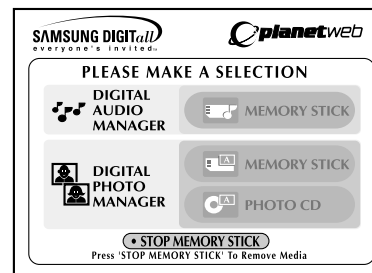 SAMSUNG DIGITall planetweb
everyone's invited™
PLEASE MAKE A SELECTION
DIGITAL
AUDIO
MANAGER
MEMORY STICK
DIGITAL
PHOTO
MANAGER
A MEMORY STICK
A PHOTO CD
• STOP MEMORY STICK
Press 'STOP MEMORY STICK' To Remove Media